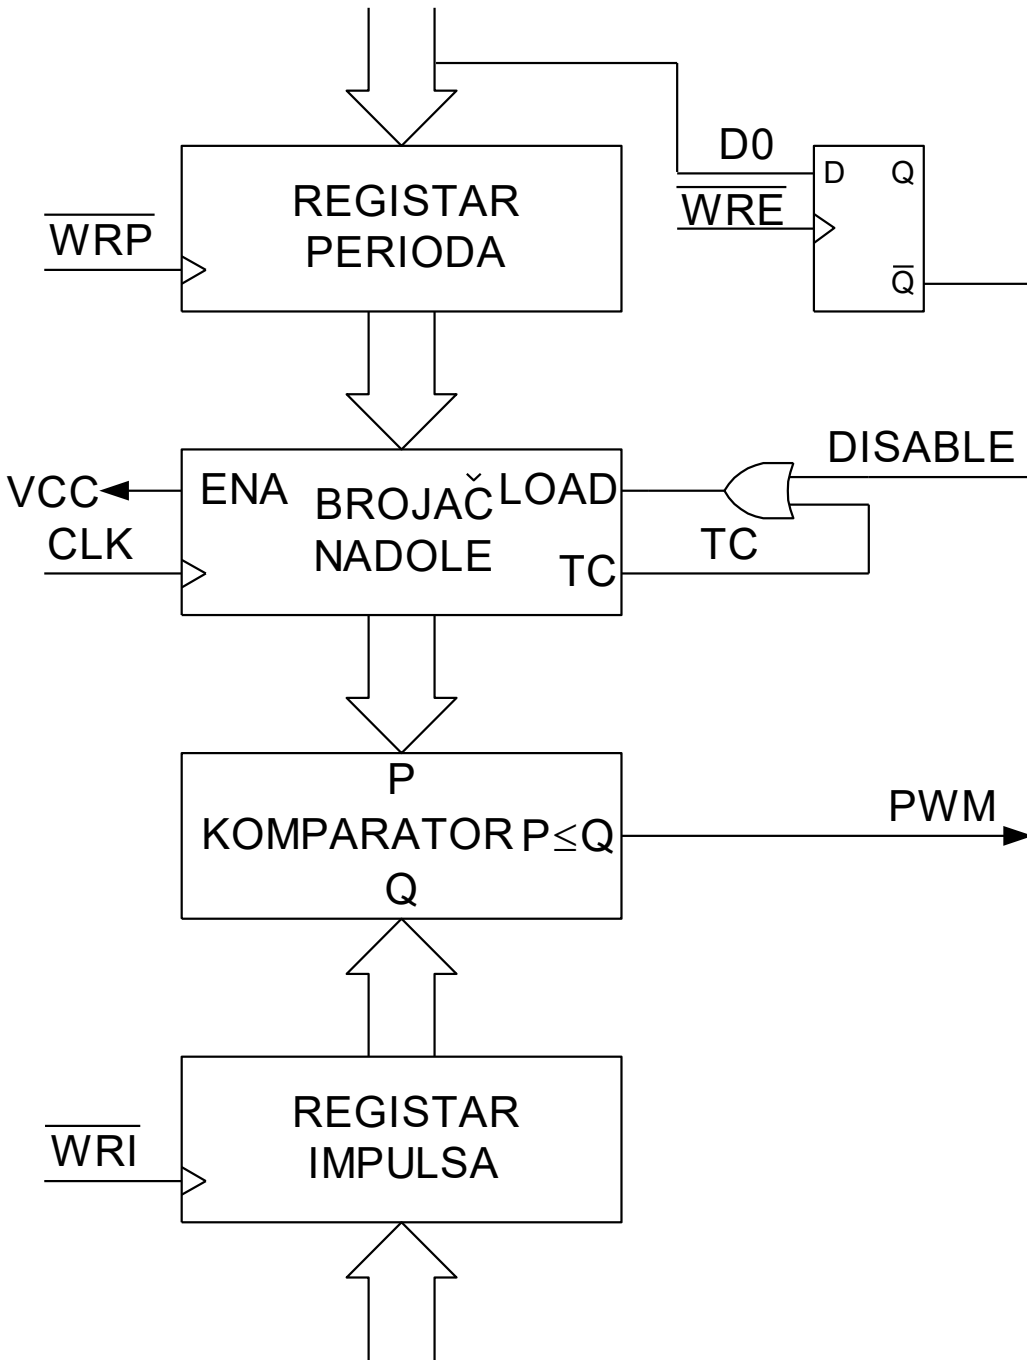 D0
D Q
WRE
Q
REGISTAR
PERIODA
WRP
DISABLE
VCC
ENA
BROJAČ
LOAD
CLK
NADOLE
TC
TC
P
KOMPARATOR P≤Q
Q
PWM
REGISTAR
IMPULSA
WRI